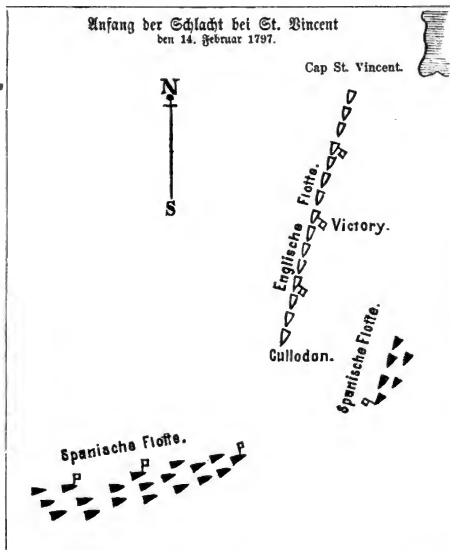 Anfang der Schlacht bei St. Vincent
den 14. Februar 1797.
Cap St. Vincent.
N
S
Englische Flotte.
Victory.
Cullodon.
Spanische Flotte.
Spanische Flotte.